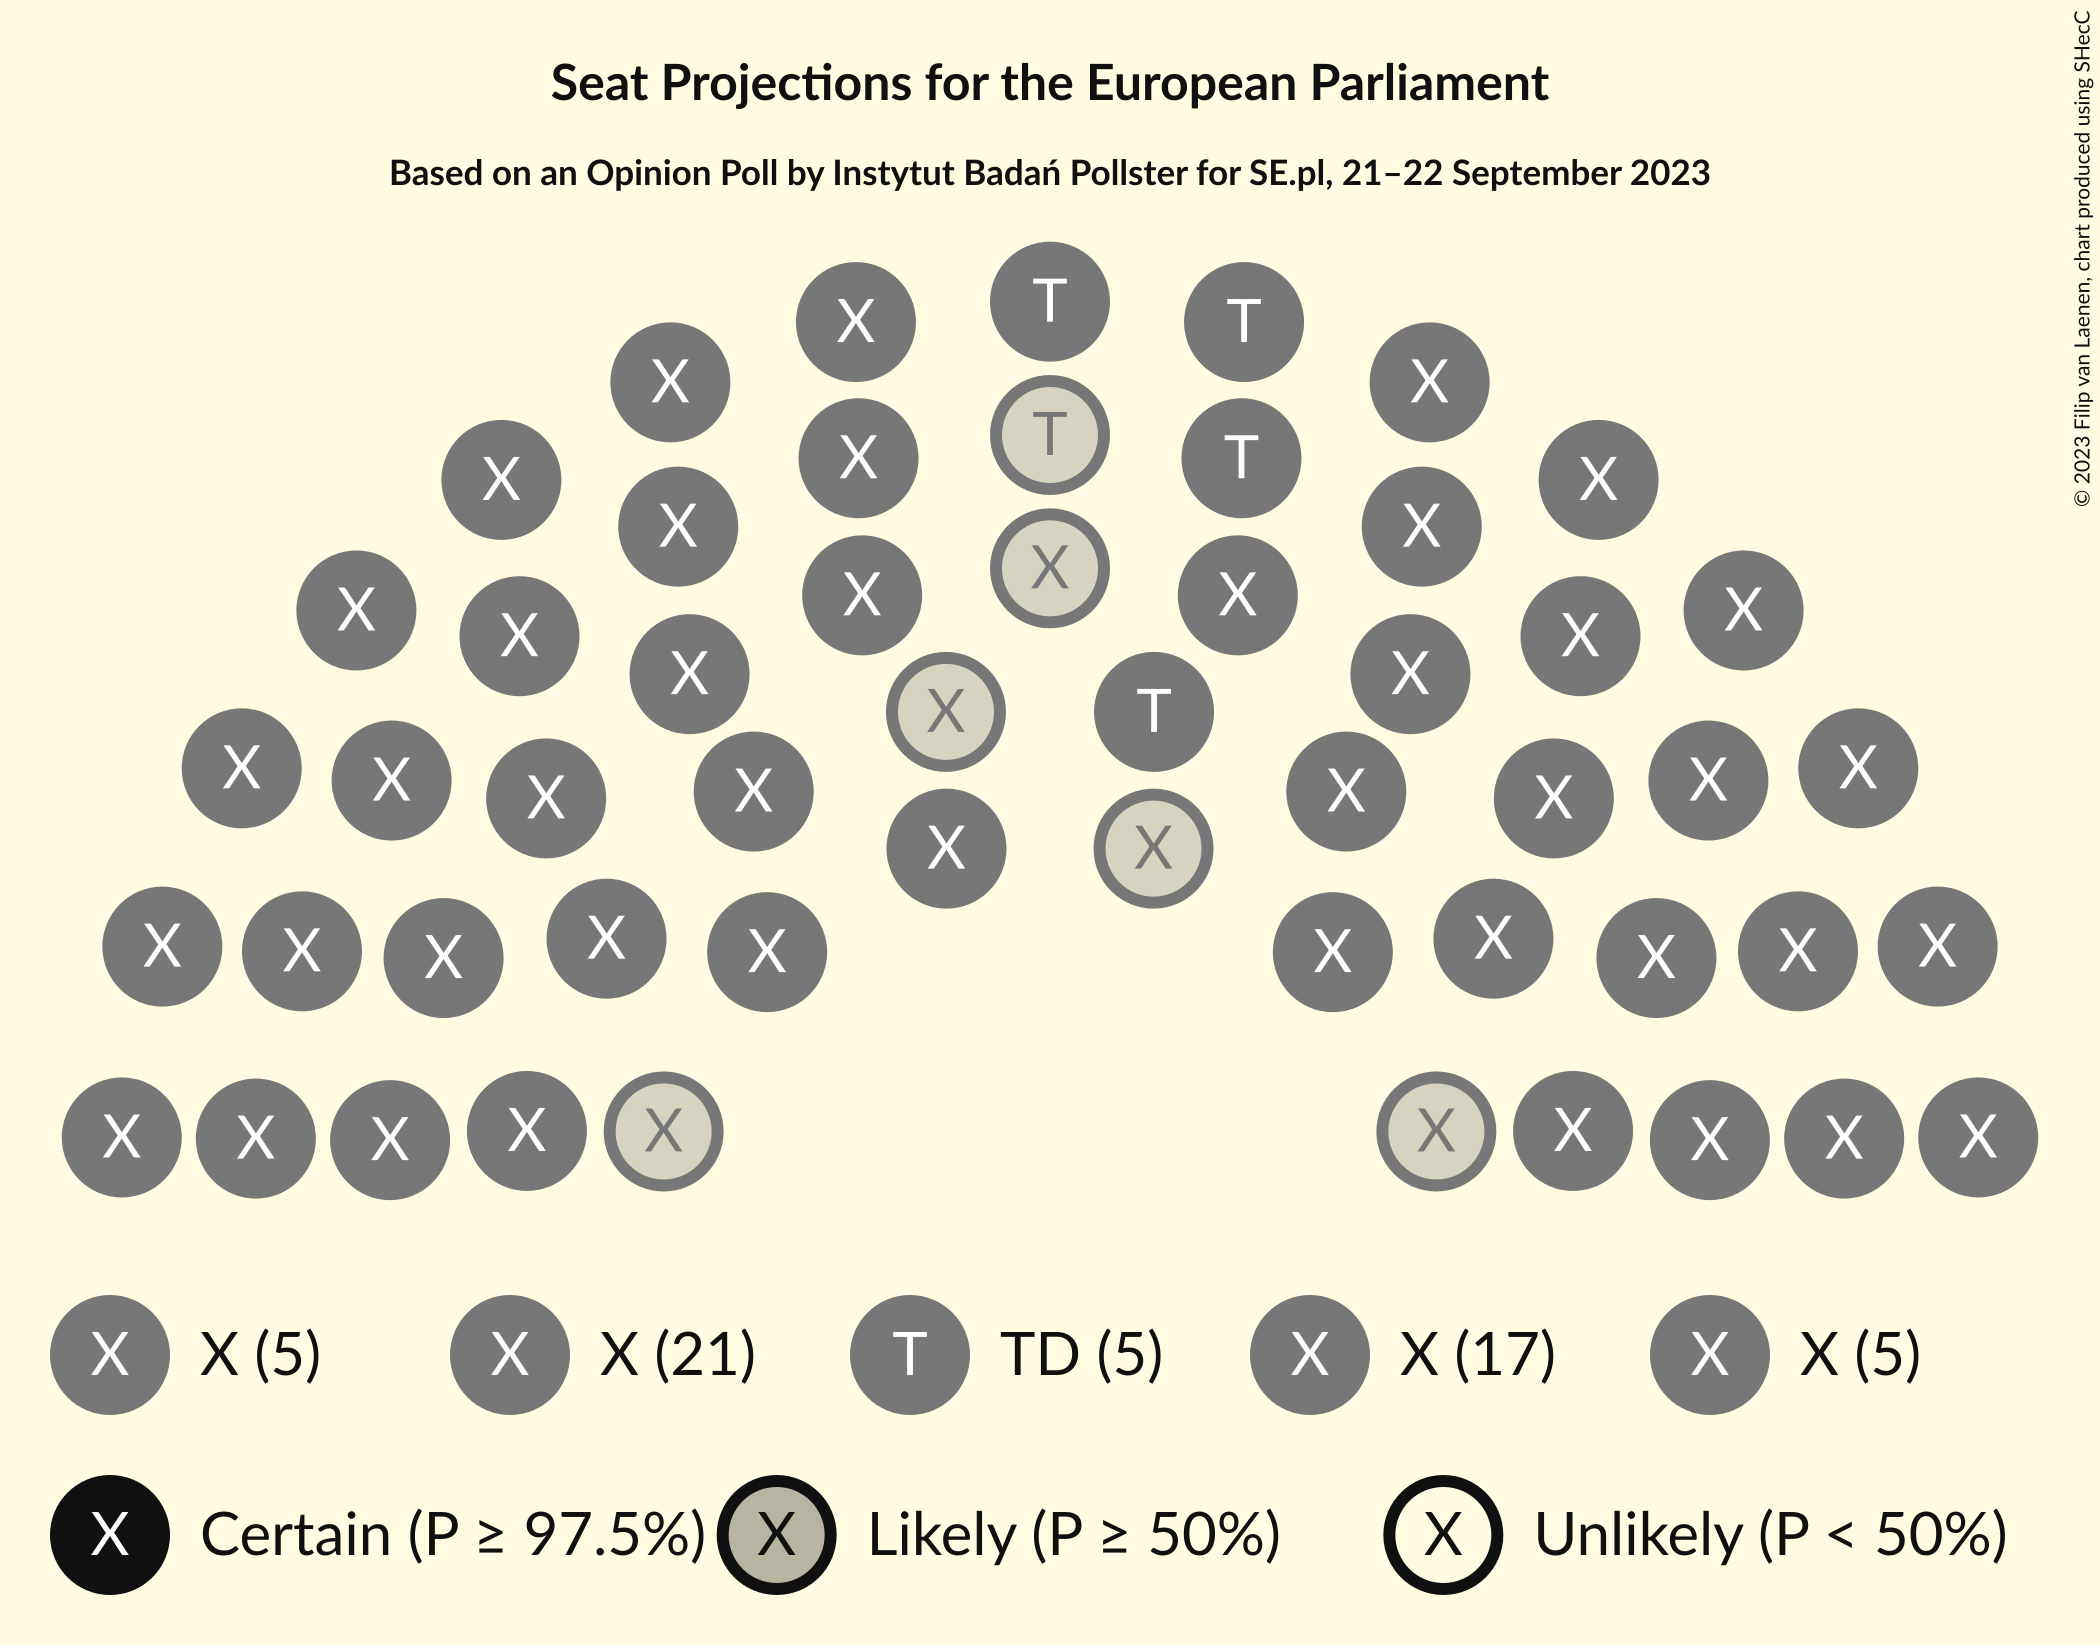 Seat Projections for the European Parliament
Based on an Opinion Poll by Instytut Badań Pollster for SE.pl, 21–22 September 2023
© 2023 Filip van Laenen, chart produced using SHecC
T
X T
X X
T
X T
X X
X
X X
X X
X X
X X
X T
X X
X X
X X
X X
X X
X X
X X
X X
X X
X X
X X
X X
X X
X X X X X X X X X X
X X (5) X X (21) T TD (5) X X (17) X X (5)
X Certain (P ≥ 97.5%) X Likely (P ≥ 50%) X Unlikely (P < 50%)